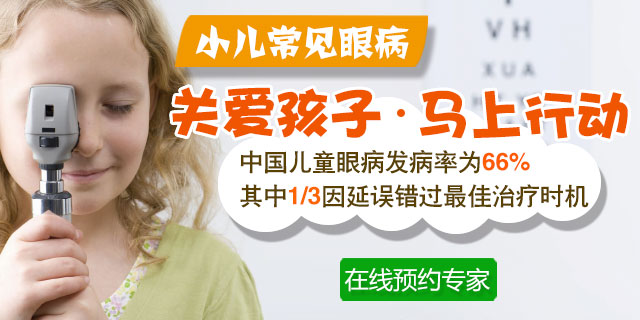 小儿常见眼病
V H
X U A
关爱孩子·马上行动
中国儿童眼病发病率为66%
其中1/3因延误错过最佳治疗时机
在线预约专家